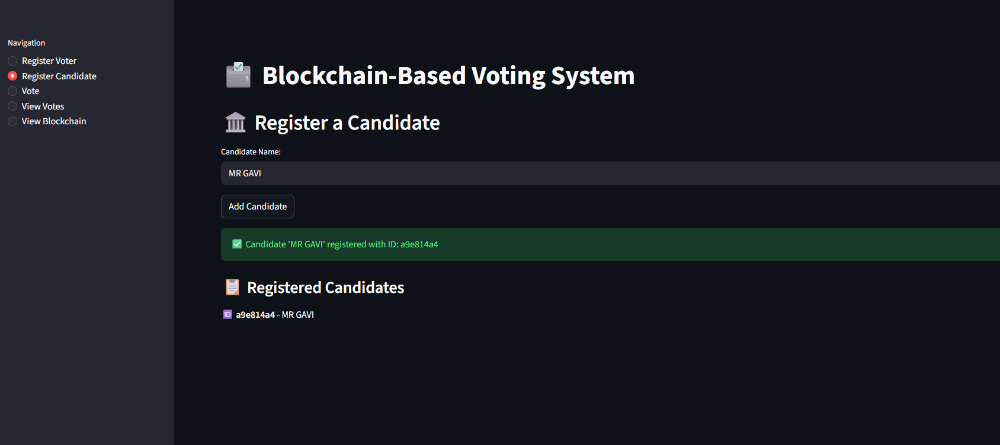 Navigation
Register Voter
Register Candidate
Vote
View Votes
View Blockchain
Blockchain-Based Voting System
Register a Candidate
Candidate Name:
MR GAVI
Add Candidate
✅ Candidate 'MR GAVI' registered with ID: a9e814a4
Registered Candidates
🆔 a9e814a4 - MR GAVI